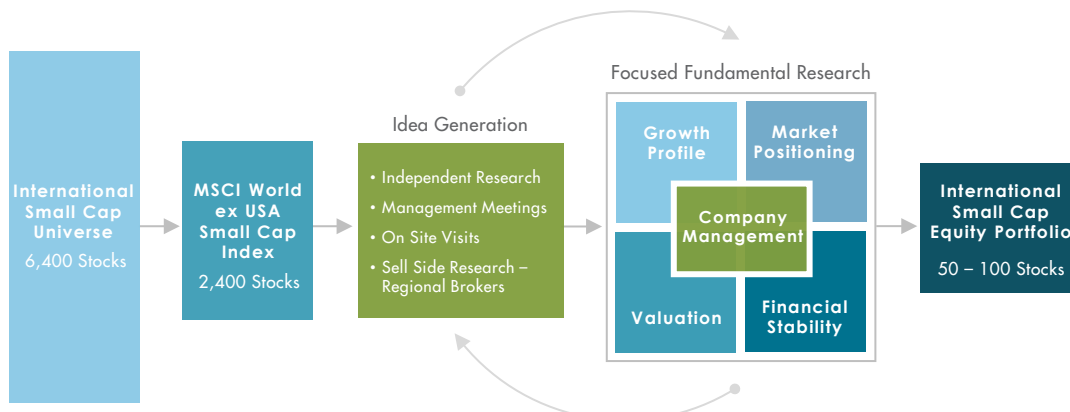 International
Small Cap
Universe
6,400 Stocks
MSCI World
ex USA
Small Cap
Index
2,400 Stocks
Idea Generation
• Independent Research
• Management Meetings
• On Site Visits
• Sell Side Research –
Regional Brokers
Focused Fundamental Research
Growth
Profile
Market
Positioning
Company
Management
Valuation
Financial
Stability
International
Small Cap
Equity Portfolio
50 – 100 Stocks